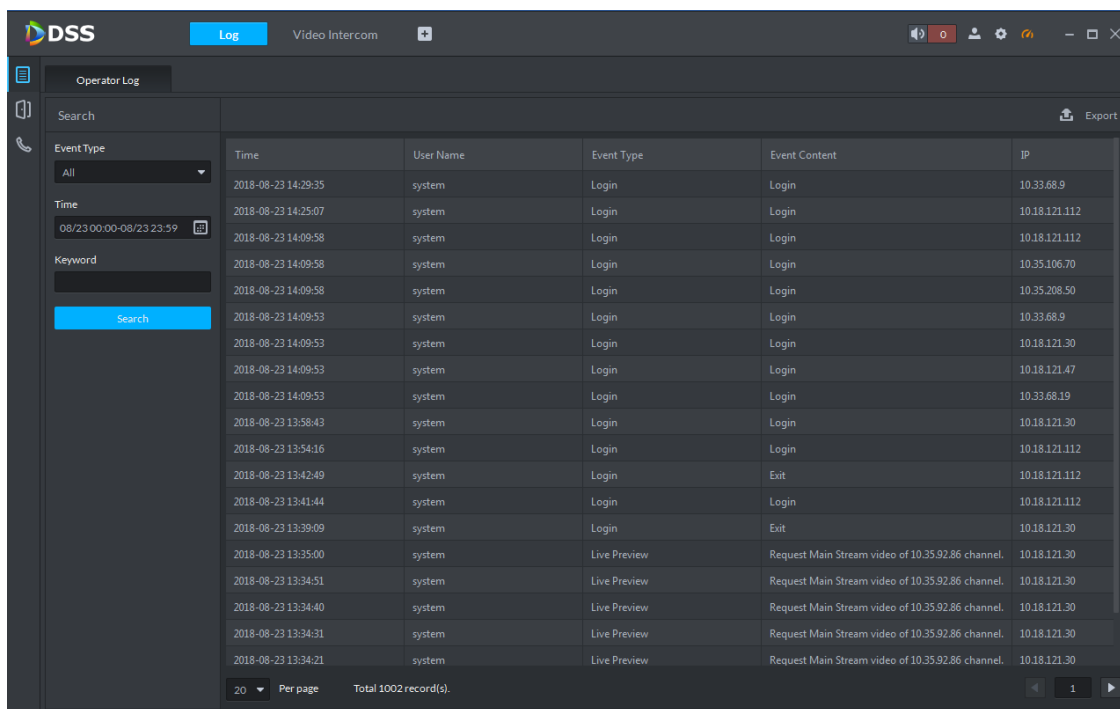 DSS Log Video Intercom 0
Operator Log
Search Export
Event Type
All
Time
08/23 00:00-08/23 23:59
Keyword
Search
Time User Name Event Type Event Content IP
2018-08-23 14:29:35 system Login Login 10.33.68.9
2018-08-23 14:25:07 system Login Login 10.18.121.112
2018-08-23 14:09:58 system Login Login 10.18.121.112
2018-08-23 14:09:58 system Login Login 10.35.106.70
2018-08-23 14:09:58 system Login Login 10.35.208.50
2018-08-23 14:09:53 system Login Login 10.33.68.9
2018-08-23 14:09:53 system Login Login 10.18.121.30
2018-08-23 14:09:53 system Login Login 10.18.121.47
2018-08-23 14:09:53 system Login Login 10.33.68.19
2018-08-23 13:58:43 system Login Login 10.18.121.30
2018-08-23 13:54:16 system Login Login 10.18.121.112
2018-08-23 13:42:49 system Login Exit 10.18.121.112
2018-08-23 13:41:44 system Login Login 10.18.121.112
2018-08-23 13:39:09 system Login Exit 10.18.121.30
2018-08-23 13:35:00 system Live Preview Request Main Stream video of 10.35.92.86 channel. 10.18.121.30
2018-08-23 13:34:51 system Live Preview Request Main Stream video of 10.35.92.86 channel. 10.18.121.30
2018-08-23 13:34:40 system Live Preview Request Main Stream video of 10.35.92.86 channel. 10.18.121.30
2018-08-23 13:34:31 system Live Preview Request Main Stream video of 10.35.92.86 channel. 10.18.121.30
2018-08-23 13:34:21 system Live Preview Request Main Stream video of 10.35.92.86 channel. 10.18.121.30
20 Per page Total 1002 record(s). 1